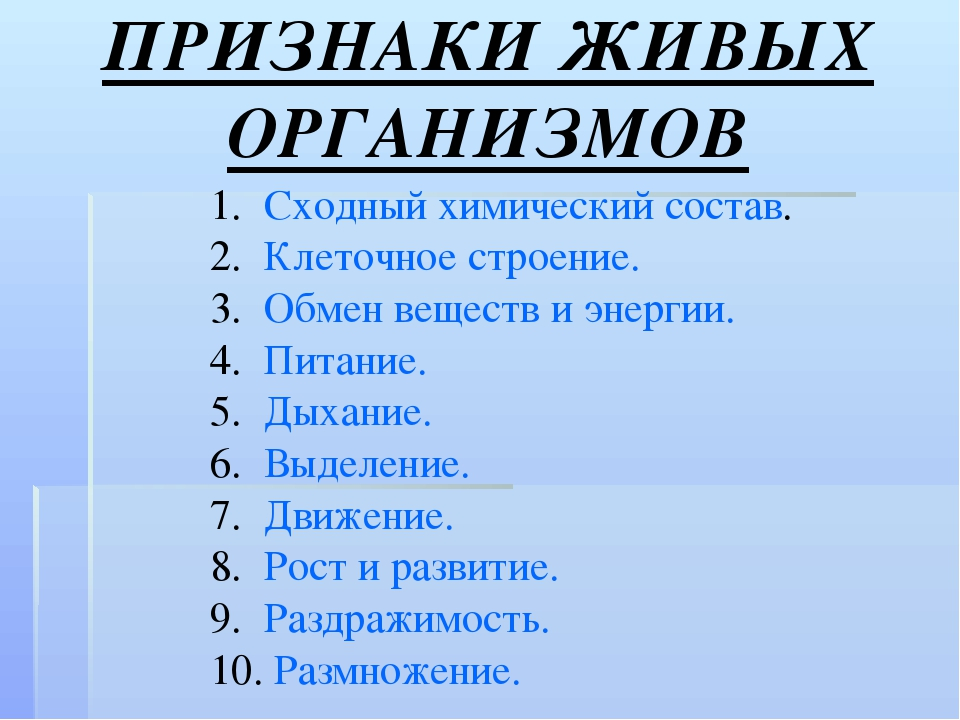 ПРИЗНАКИ ЖИВЫХ
ОРГАНИЗМОВ
1. Сходный химический состав.
2. Клеточное строение.
3. Обмен веществ и энергии.
4. Питание.
5. Дыхание.
6. Выделение.
7. Движение.
8. Рост и развитие.
9. Раздражимость.
10. Размножение.